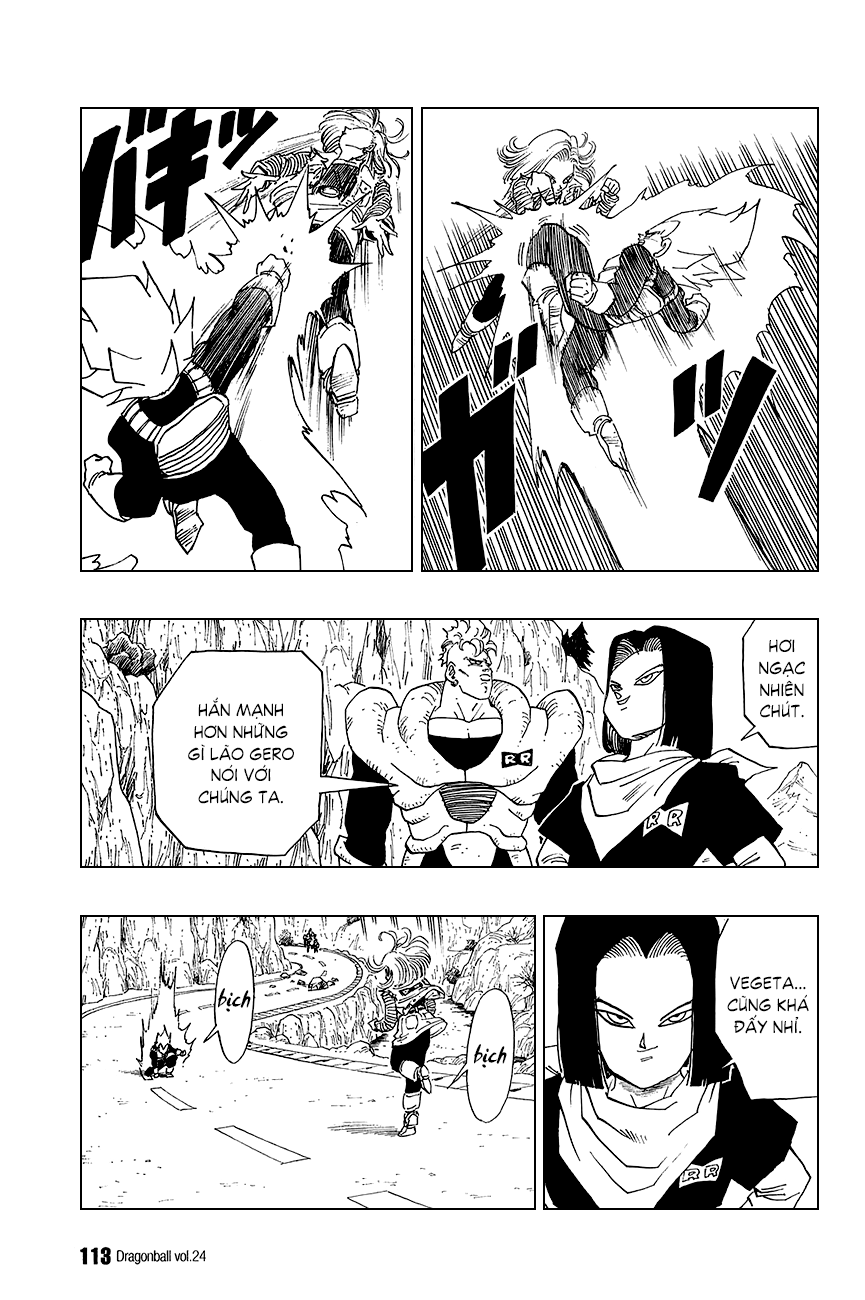 ガガッ
バキッ
HƠI
NGẠC
NHIÊN
CHÚT.
HẮN MẠNH
HƠN NHỮNG
GÌ LÃO GERO
NÓI VỚI
CHÚNG TA.
RR
RR
VEGETA...
CŨNG KHÁ
ĐẤY NHỈ.
RR
bịch
bịch
113 Dragonball vol.24